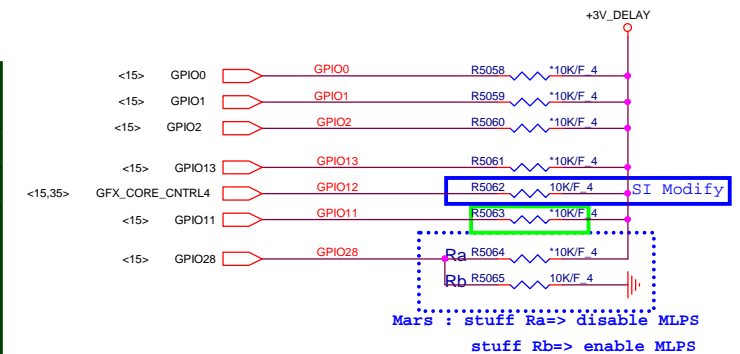 +3V_DELAY
<15> GPIO0 GPIO0 R5058 *10K/F_4
<15> GPIO1 GPIO1 R5059 *10K/F_4
<15> GPIO2 GPIO2 R5060 *10K/F_4
<15> GPIO13 GPIO13 R5061 *10K/F_4
<15,35> GFX_CORE_CNTRL4 GPIO12 R5062 10K/F_4 SI Modify
<15> GPIO11 GPIO11 R5063 *10K/F_4
<15> GPIO28 GPIO28 Ra R5064 *10K/F_4
Rb R5065 10K/F_4
Mars : stuff Ra=> disable MLPS
stuff Rb=> enable MLPS